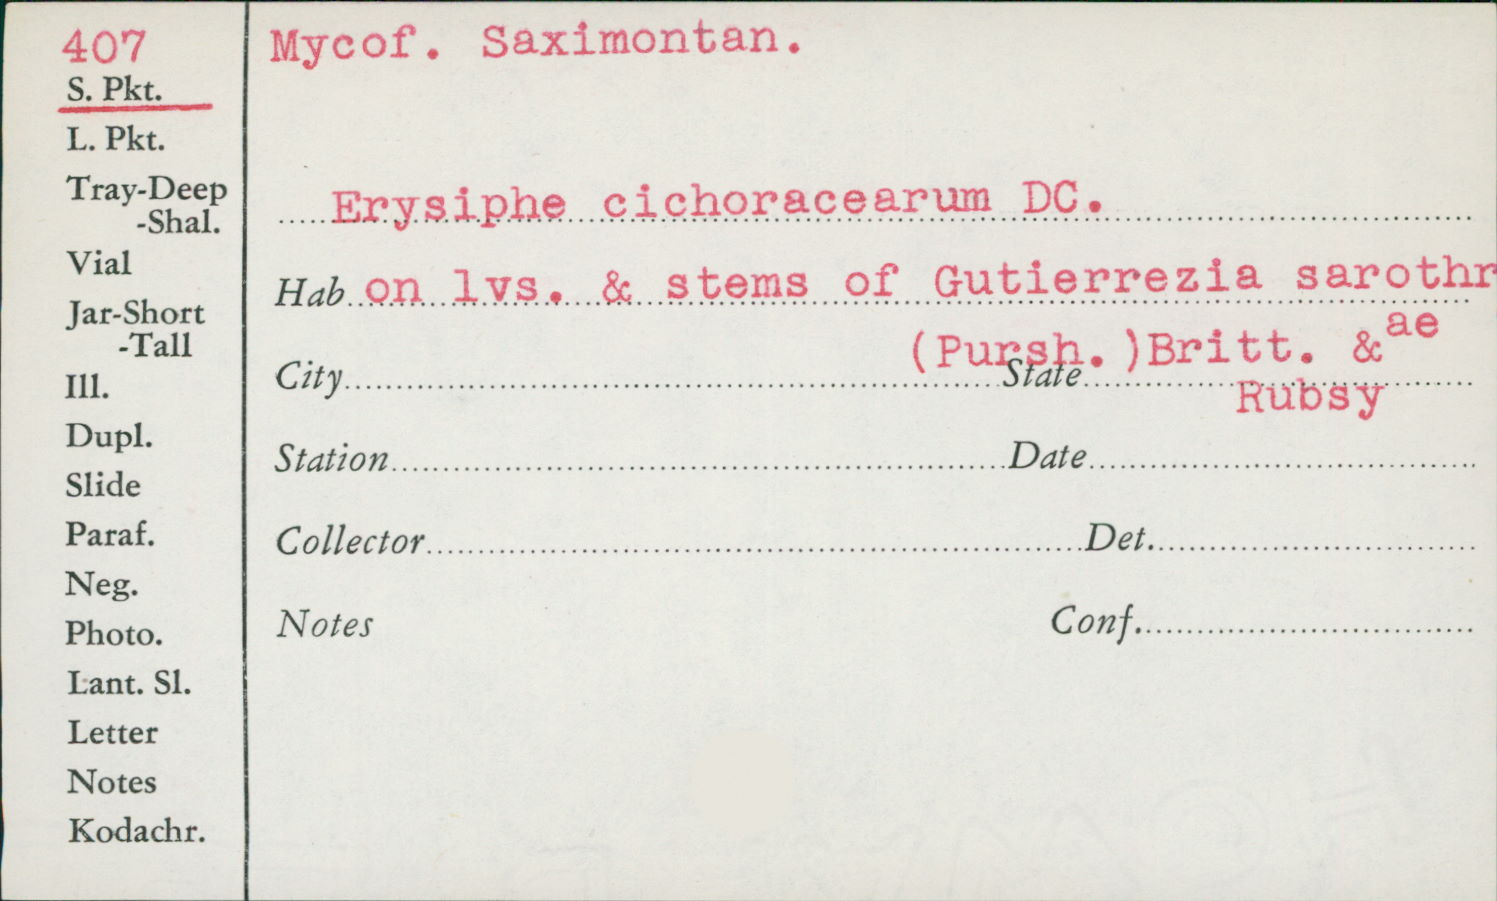 407
S. Pkt.
L. Pkt.
Tray-Deep
-Shal.
Vial
Jar-Short
-Tall
Ill.
Dupl.
Slide
Paraf.
Neg.
Photo.
Lant. Sl.
Letter
Notes
Kodachr.
Mycof. Saximontan.
Erysiphe cichoracearum DC.
Hab. on lvs. & stems of Gutierrezia sarothr
ae
(Pursh.)Britt. &
City State
Rubsy
Station Date
Collector Det.
Notes Conf.